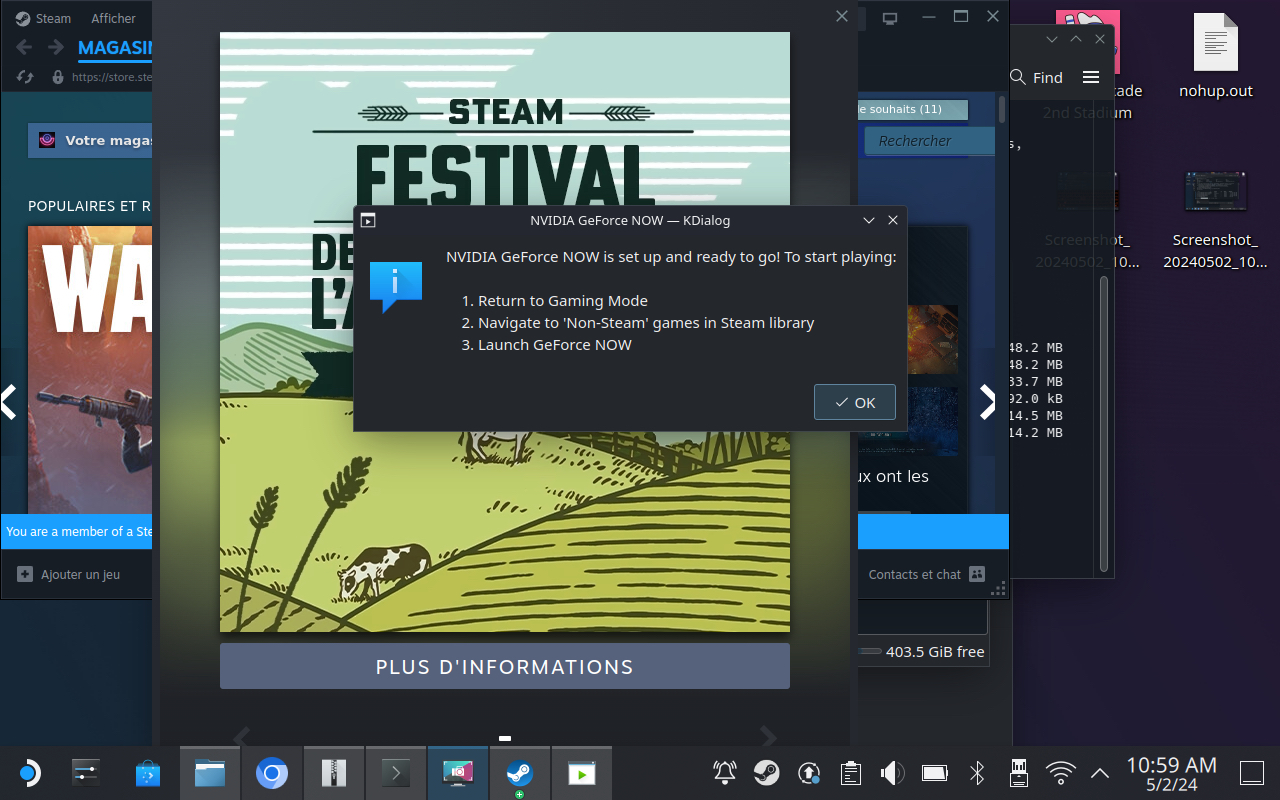 Steam
Afficher
MAGASIN
https://store.ste
Votre magas
POPULAIRES ET R
You are a member of a Ste
Ajouter un jeu
STEAM
FESTIVAL
DE
L'A
PLUS D'INFORMATIONS
NVIDIA GeForce NOW — KDialog
NVIDIA GeForce NOW is set up and ready to go! To start playing:
1. Return to Gaming Mode
2. Navigate to 'Non-Steam' games in Steam library
3. Launch GeForce NOW
OK
e souhaits (11)
Rechercher
ux ont les
Contacts et chat
403.5 GiB free
Find
s,
48.2 MB
48.2 MB
33.7 MB
92.0 kB
14.5 MB
14.2 MB
cade
2nd Stadium
nohup.out
Screenshot_
20240502_10...
Screenshot_
20240502_10...
10:59 AM
5/2/24